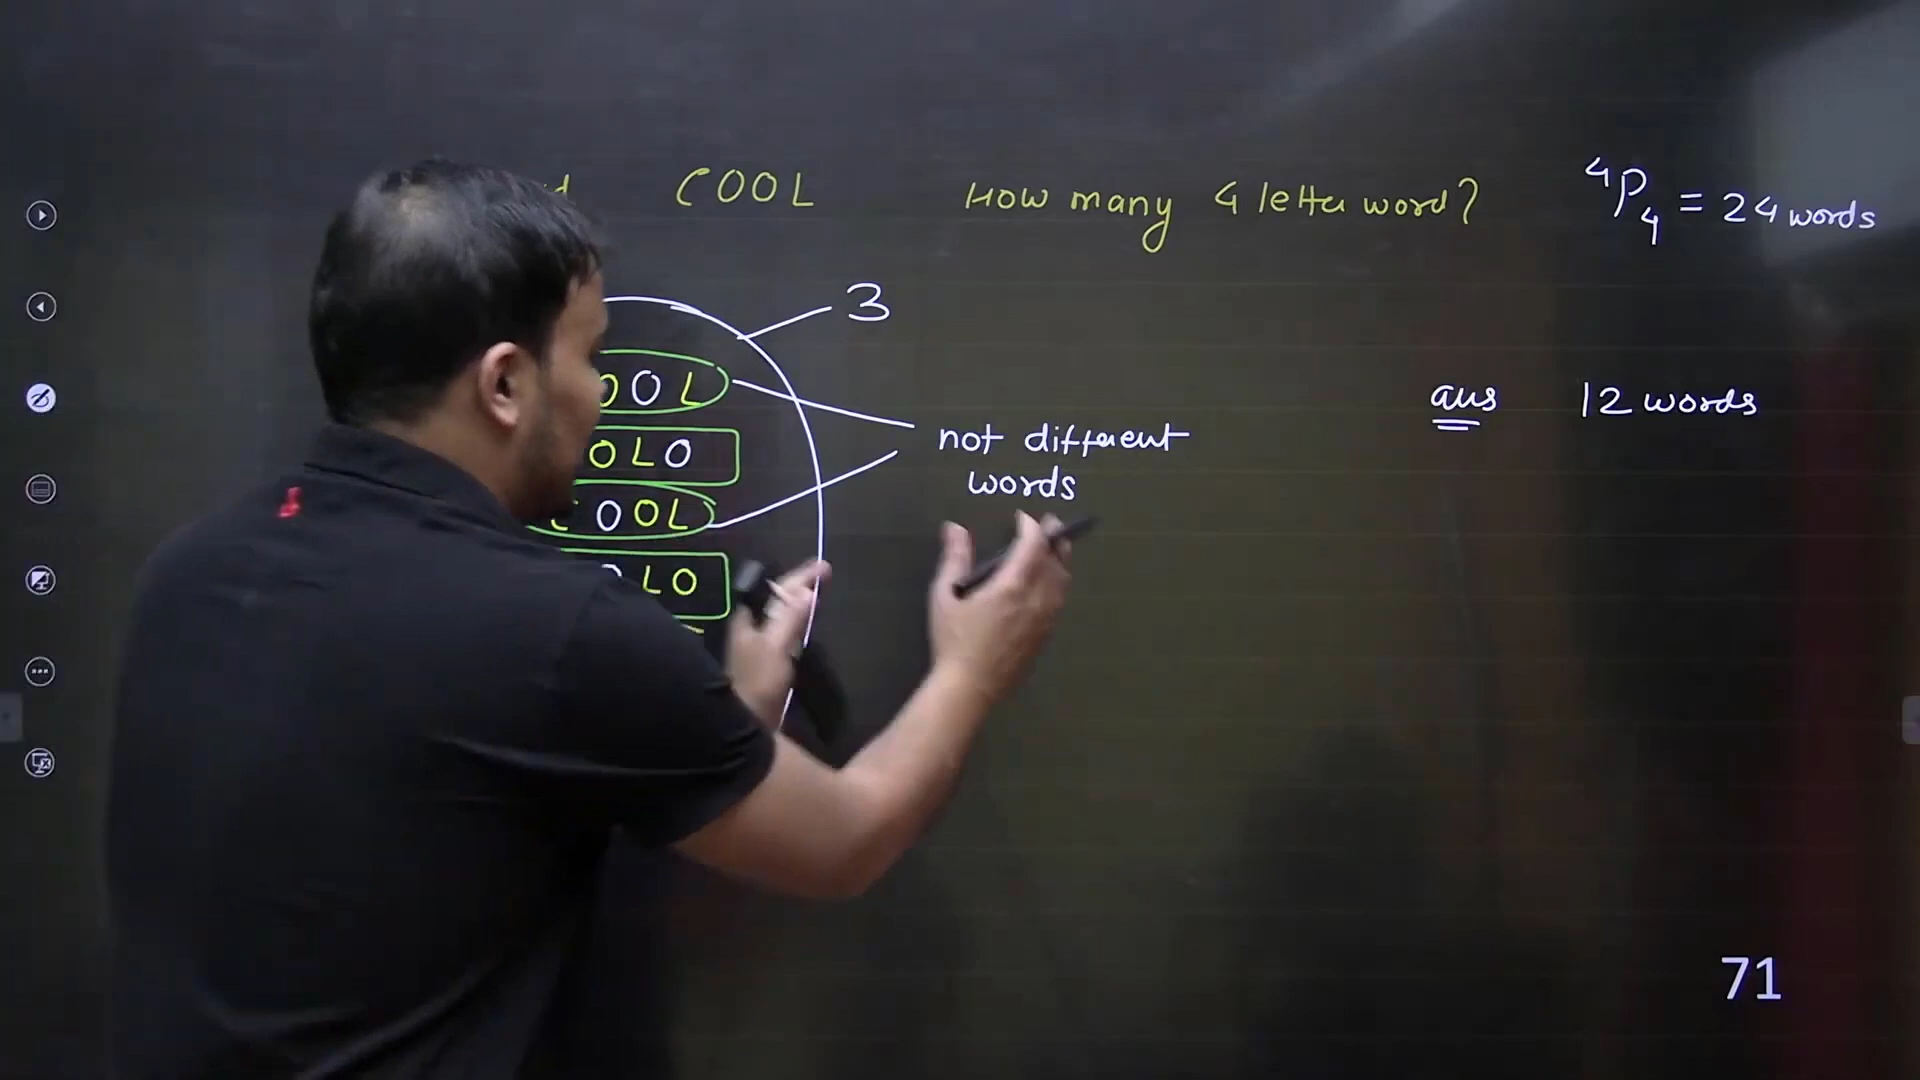 COOL How many 4 letter word? ⁴P₄ = 24 words
3
OOL
ans 12 words
OLO
not different
words
COOL
LO
71